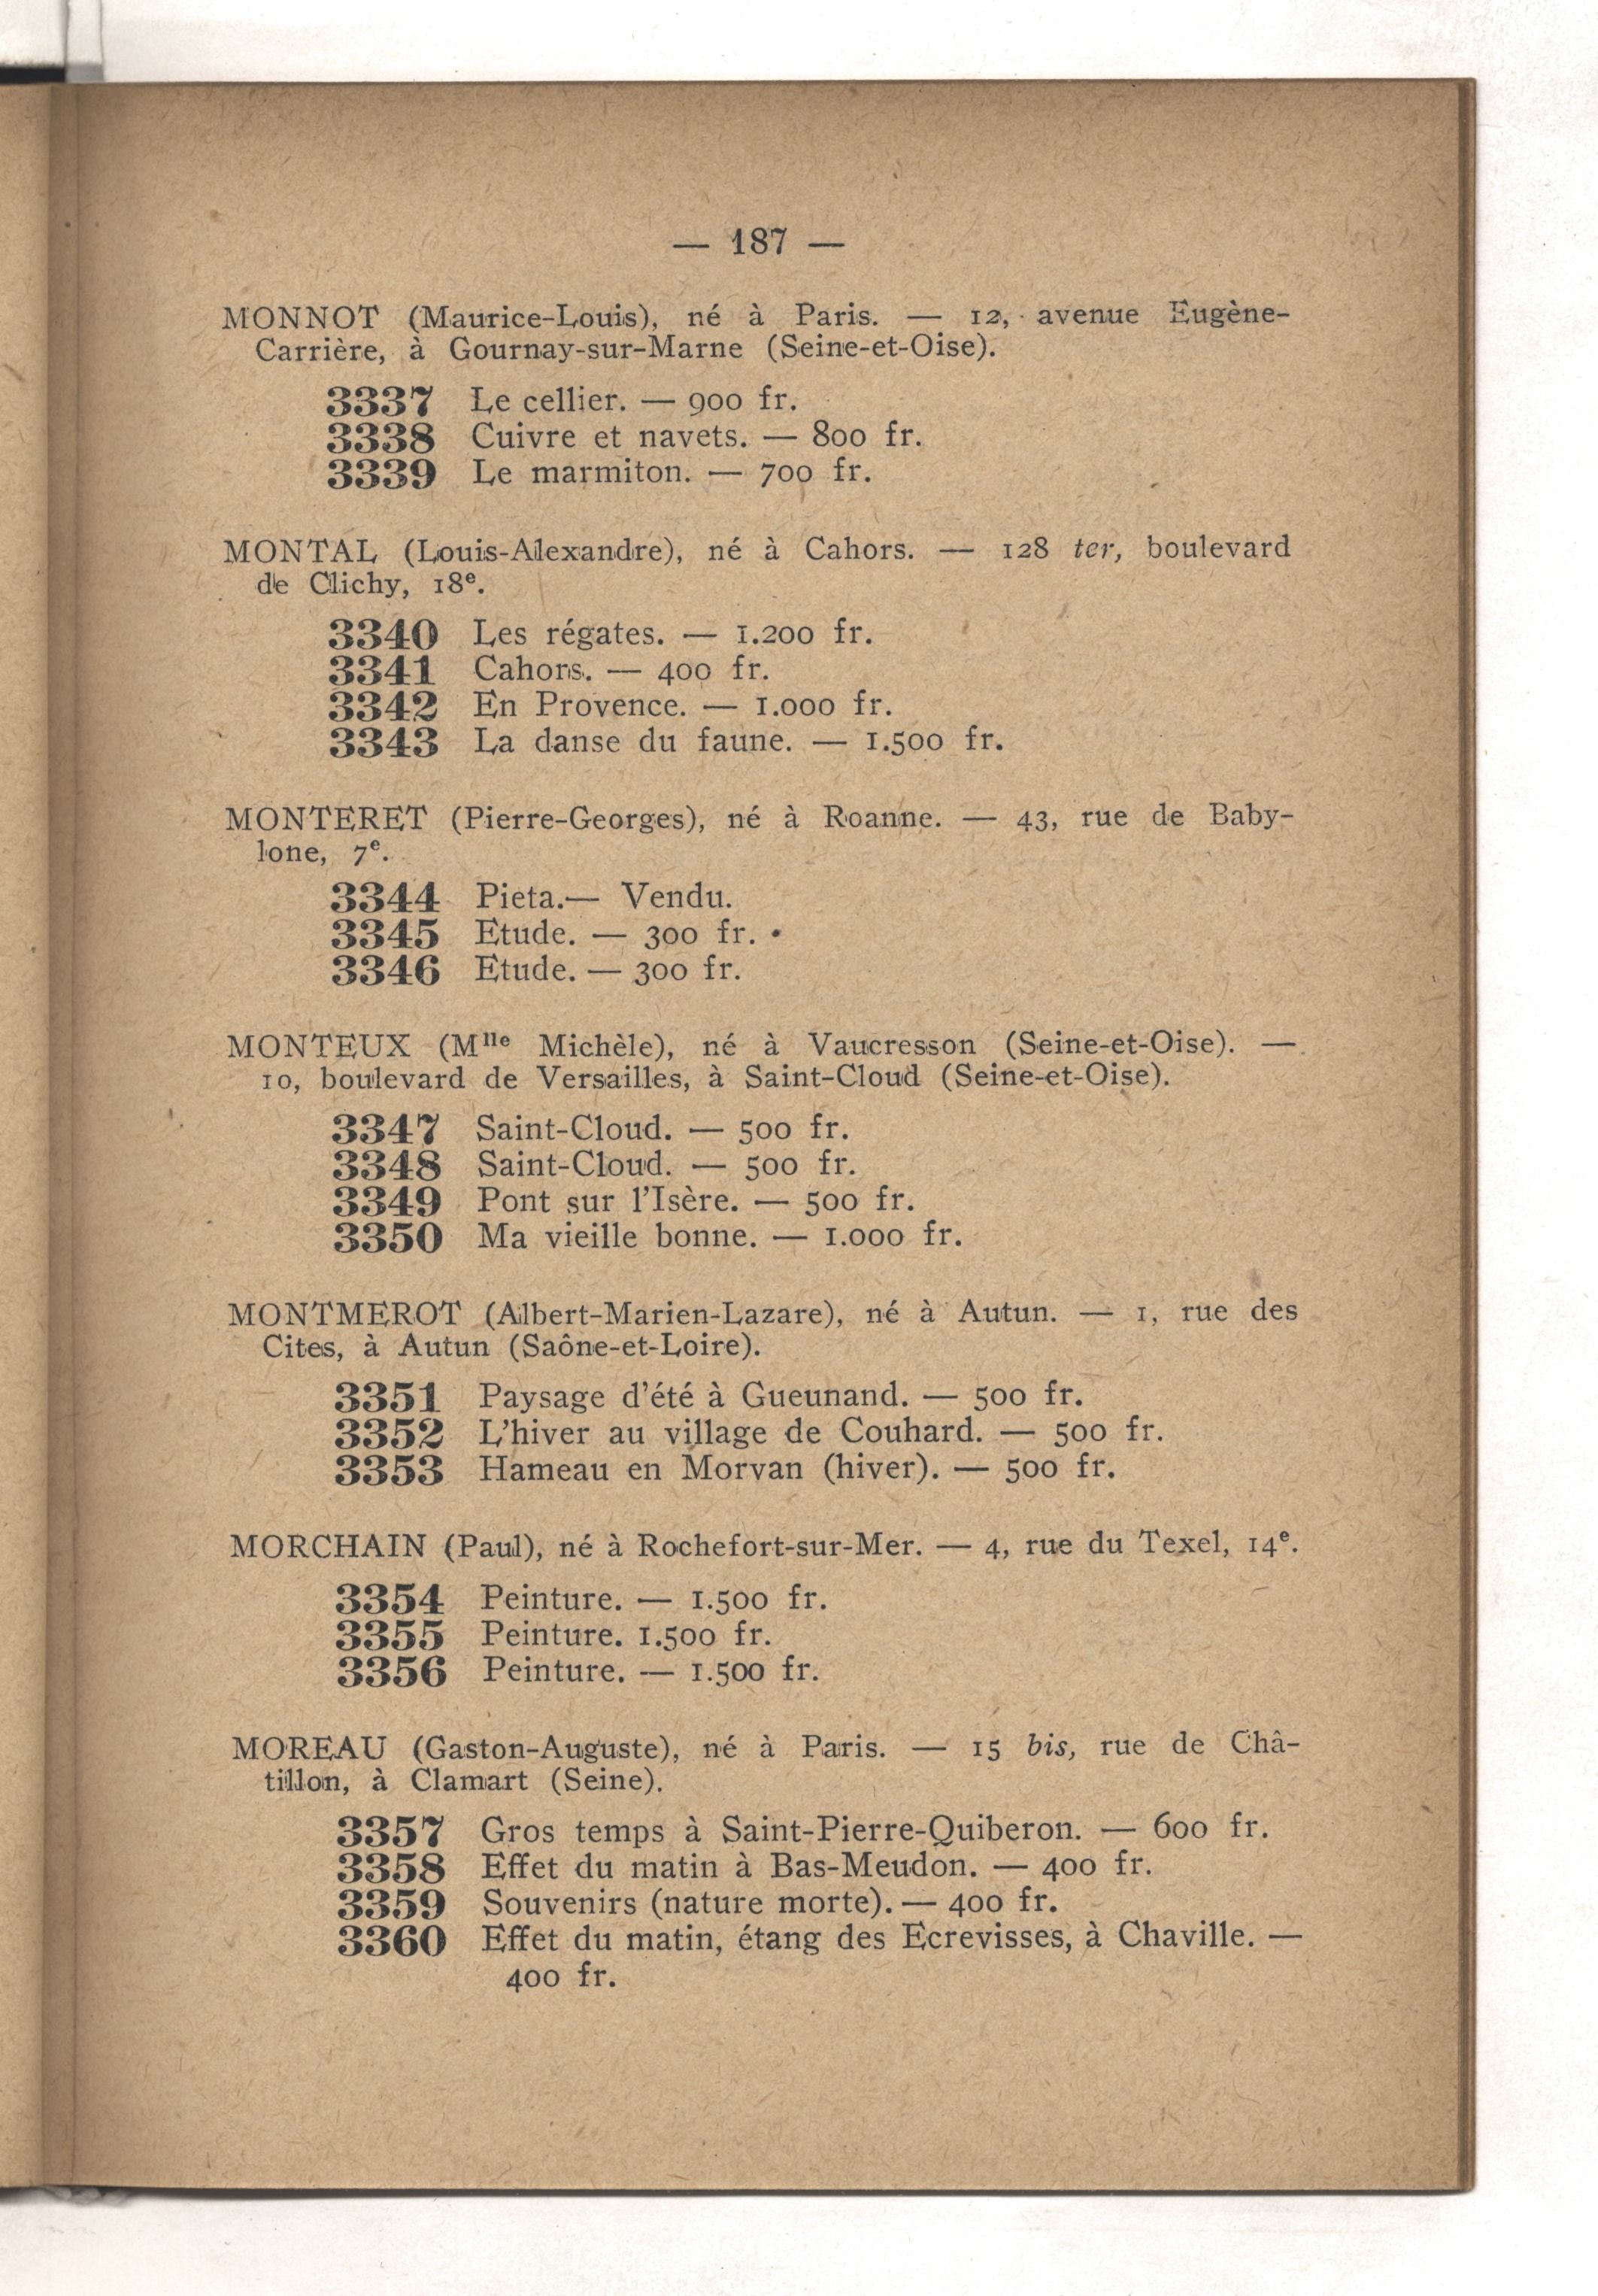 — 187 —
MONNOT (Maurice-Louis), né à Paris. — 12, avenue Eugène-
Carrière, à Gournay-sur-Marne (Seine-et-Oise).
3337 Le cellier. — 900 fr.
3338 Cuivre et navets. — 800 fr.
3339 Le marmiton. — 700 fr.
MONTAL (Louis-Alexandre), né à Cahors. — 128 ter, boulevard
de Clichy, 18e.
3340 Les régates. — 1.200 fr.
3341 Cahors. — 400 fr.
3342 En Provence. — 1.000 fr.
3343 La danse du faune. — 1.500 fr.
MONTERET (Pierre-Georges), né à Roanne. — 43, rue de Baby-
lone, 7e.
3344 Pieta.— Vendu.
3345 Etude. — 300 fr.
3346 Etude. — 300 fr.
MONTEUX (Mlle Michèle), né à Vaucresson (Seine-et-Oise). —
10, boulevard de Versailles, à Saint-Cloud (Seine-et-Oise).
3347 Saint-Cloud. — 500 fr.
3348 Saint-Cloud. — 500 fr.
3349 Pont sur l'Isère. — 500 fr.
3350 Ma vieille bonne. — 1.000 fr.
MONTMEROT (Albert-Marien-Lazare), né à Autun. — 1, rue des
Cites, à Autun (Saône-et-Loire).
3351 Paysage d'été à Gueunand. — 500 fr.
3352 L'hiver au village de Couhard. — 500 fr.
3353 Hameau en Morvan (hiver). — 500 fr.
MORCHAIN (Paul), né à Rochefort-sur-Mer. — 4, rue du Texel, 14e.
3354 Peinture. — 1.500 fr.
3355 Peinture. 1.500 fr.
3356 Peinture. — 1.500 fr.
MOREAU (Gaston-Auguste), né à Paris. — 15 bis, rue de Châ-
tillon, à Clamart (Seine).
3357 Gros temps à Saint-Pierre-Quiberon. — 600 fr.
3358 Effet du matin à Bas-Meudon. — 400 fr.
3359 Souvenirs (nature morte). — 400 fr.
3360 Effet du matin, étang des Ecrevisses, à Chaville. —
400 fr.